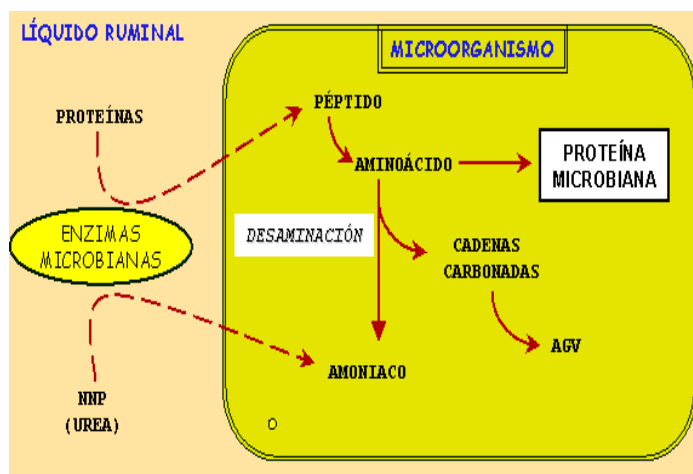 LÍQUIDO RUMINAL
MICROORGANISMO
PROTEÍNAS
PÉPTIDO
AMINOÁCIDO
PROTEÍNA
MICROBIANA
ENZIMAS
MICROBIANAS
DESAMINACIÓN
CADENAS
CARBONADAS
AMONIACO
AGV
NNP
(UREA)